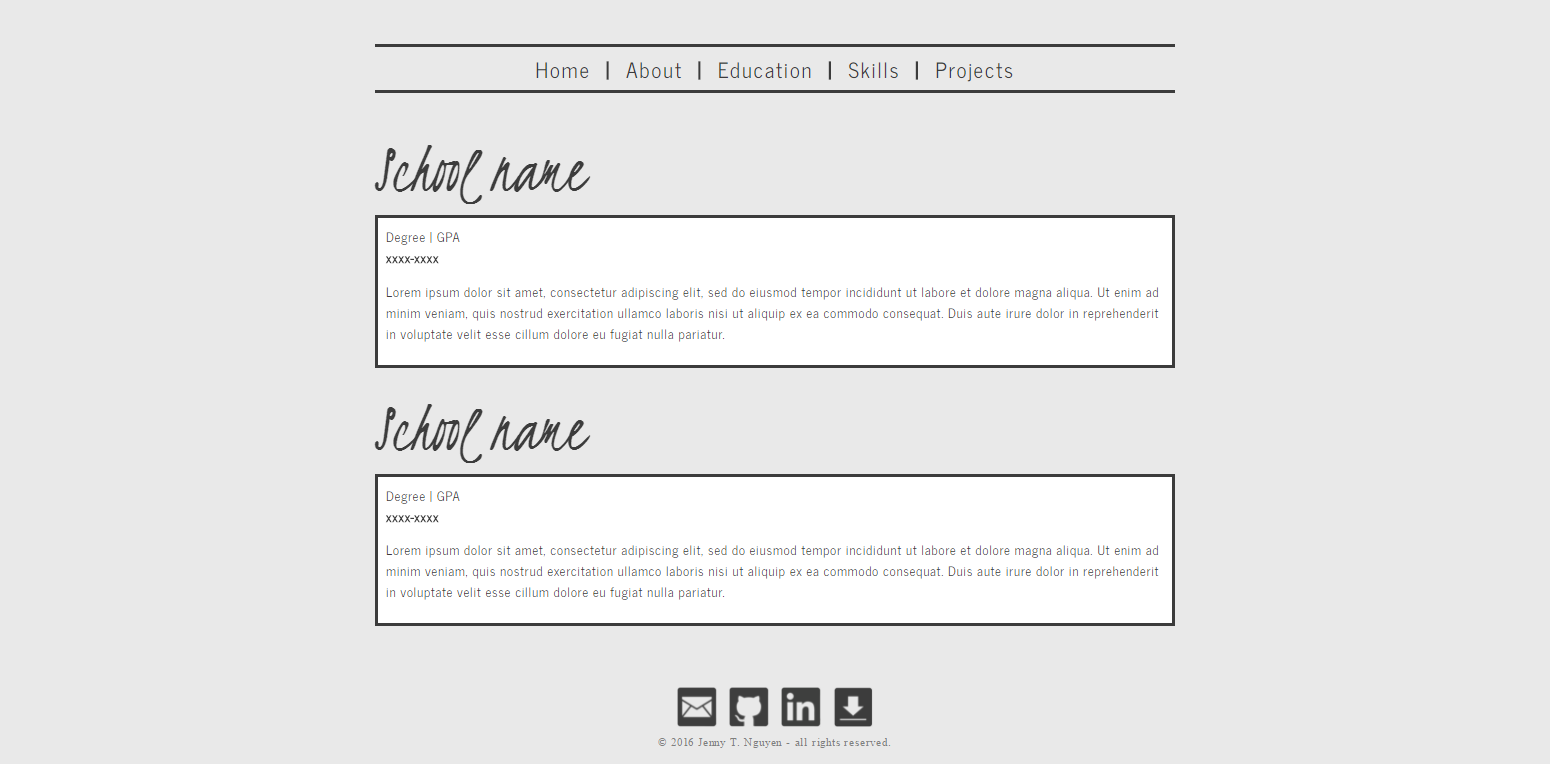 Home | About | Education | Skills | Projects
School name
Degree | GPA
xxxx-xxxx
Lorem ipsum dolor sit amet, consectetur adipiscing elit, sed do eiusmod tempor incididunt ut labore et dolore magna aliqua. Ut enim ad
minim veniam, quis nostrud exercitation ullamco laboris nisi ut aliquip ex ea commodo consequat. Duis aute irure dolor in reprehenderit
in voluptate velit esse cillum dolore eu fugiat nulla pariatur.
School name
Degree | GPA
xxxx-xxxx
Lorem ipsum dolor sit amet, consectetur adipiscing elit, sed do eiusmod tempor incididunt ut labore et dolore magna aliqua. Ut enim ad
minim veniam, quis nostrud exercitation ullamco laboris nisi ut aliquip ex ea commodo consequat. Duis aute irure dolor in reprehenderit
in voluptate velit esse cillum dolore eu fugiat nulla pariatur.
in
© 2016 Jenny T. Nguyen - all rights reserved.